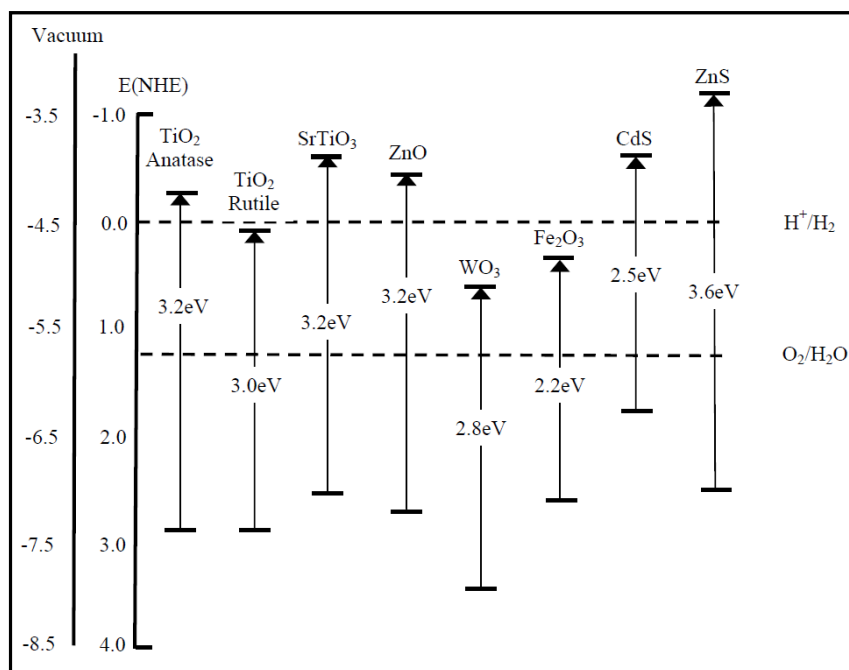 Vacuum
E(NHE)
ZnS
-3.5
-1.0
TiO₂
Anatase
SrTiO₃
ZnO
CdS
TiO₂
Rutile
-4.5
0.0
H⁺/H₂
WO₃
Fe₂O₃
3.2eV
3.2eV
3.2eV
2.5eV
3.6eV
-5.5
1.0
O₂/H₂O
3.0eV
2.2eV
2.8eV
-6.5
2.0
-7.5
3.0
-8.5
4.0